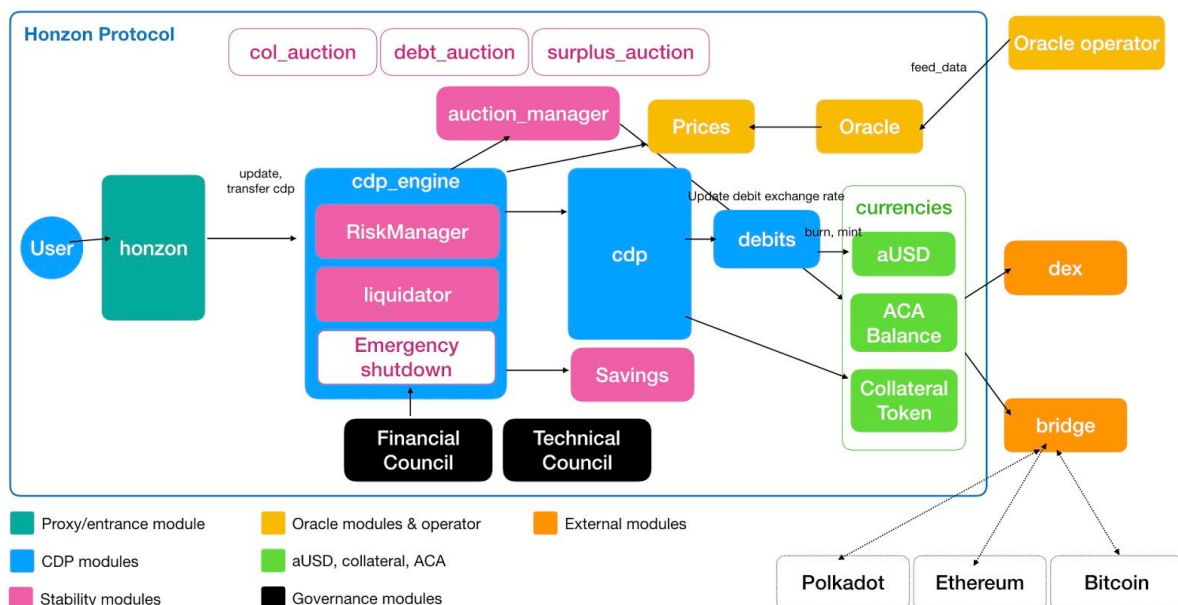 Honzon Protocol
col_auction
debt_auction
surplus_auction
Oracle operator
feed_data
auction_manager
Prices
Oracle
update,
transfer cdp
cdp_engine
Update debit exchange rate
currencies
User
honzon
RiskManager
cdp
debits
burn, mint
aUSD
dex
liquidator
ACA
Balance
Emergency
shutdown
Savings
Collateral
Token
bridge
Financial
Council
Technical
Council
Proxy/entrance module
Oracle modules & operator
External modules
CDP modules
aUSD, collateral, ACA
Stability modules
Governance modules
Polkadot
Ethereum
Bitcoin